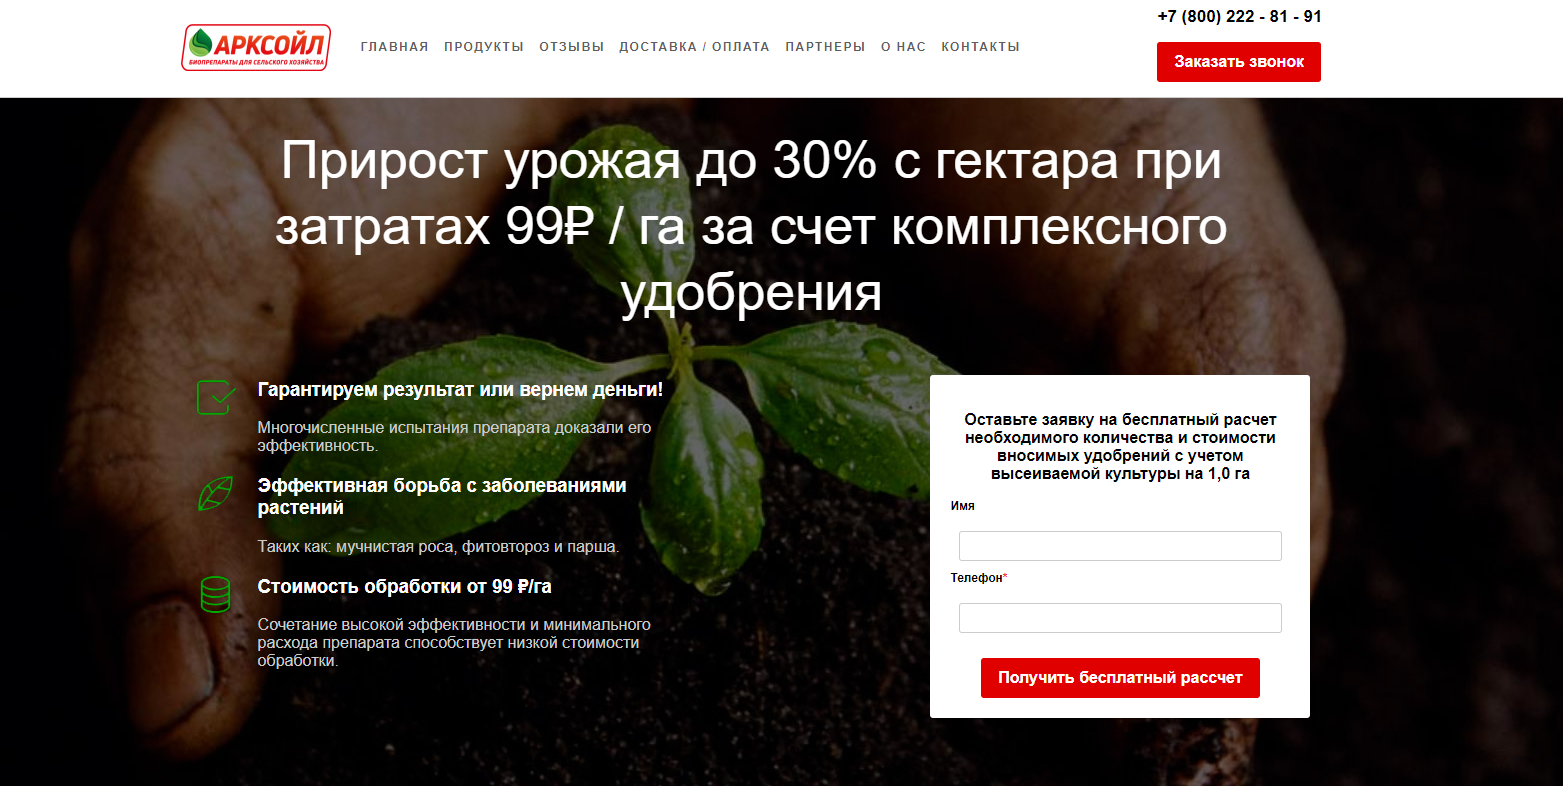 +7 (800) 222 - 81 - 91
АРКСОЙЛ
БИОПРЕПАРАТЫ ДЛЯ СЕЛЬСКОГО ХОЗЯЙСТВА
ГЛАВНАЯ ПРОДУКТЫ ОТЗЫВЫ ДОСТАВКА / ОПЛАТА ПАРТНЕРЫ О НАС КОНТАКТЫ
Заказать звонок
Прирост урожая до 30% с гектара при
затратах 99₽ / га за счет комплексного
удобрения
Гарантируем результат или вернем деньги!
Многочисленные испытания препарата доказали его
эффективность.
Эффективная борьба с заболеваниями
растений
Таких как: мучнистая роса, фитовтороз и парша.
Стоимость обработки от 99 ₽/га
Сочетание высокой эффективности и минимального
расхода препарата способствует низкой стоимости
обработки.
Оставьте заявку на бесплатный расчет
необходимого количества и стоимости
вносимых удобрений с учетом
высеиваемой культуры на 1,0 га
Имя
Телефон*
Получить бесплатный рассчет